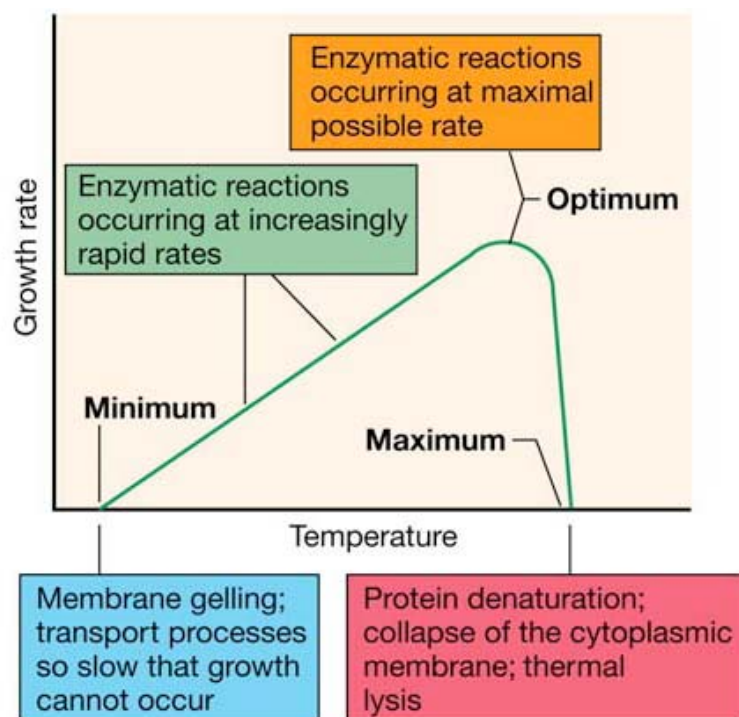 Enzymatic reactions
occurring at maximal
possible rate
Optimum
Enzymatic reactions
occurring at increasingly
rapid rates
Growth rate
Minimum
Maximum
Temperature
Membrane gelling;
transport processes
so slow that growth
cannot occur
Protein denaturation;
collapse of the cytoplasmic
membrane; thermal
lysis